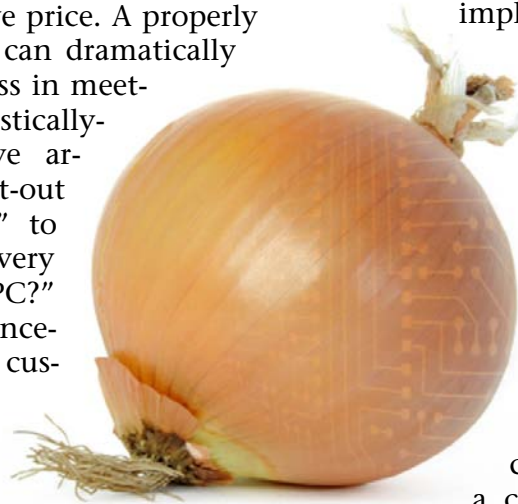 ve price. A properly
can dramatically
ss in meet-
stically-
ve ar-
t-out
” to
very
PC?”
nce-
cus-
impl
a c